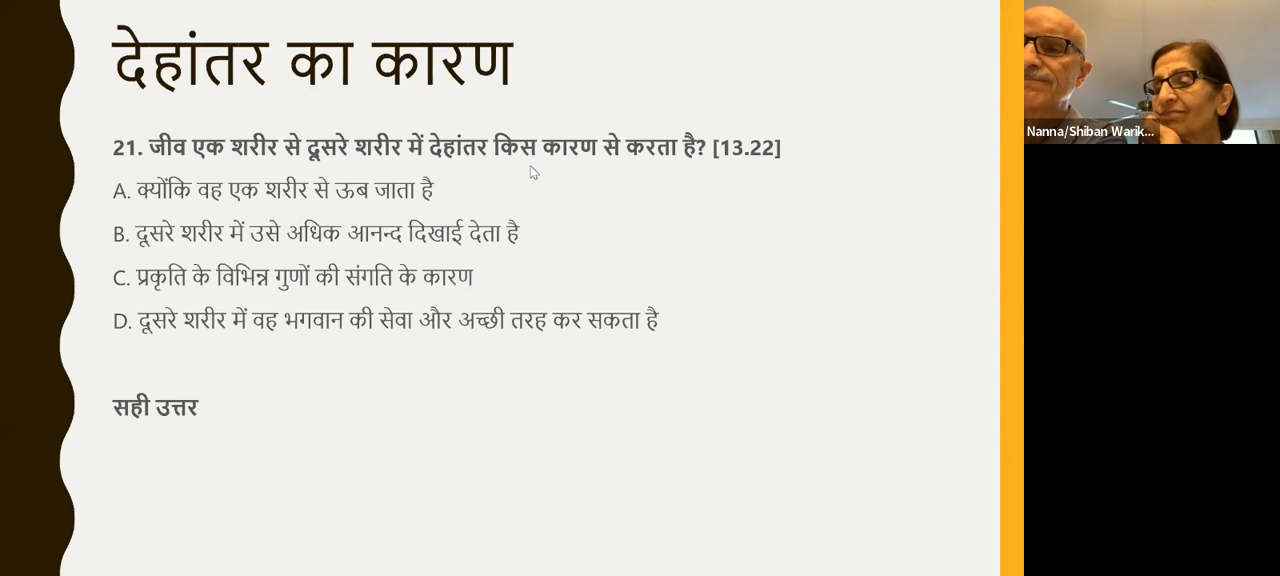 देहांतर का कारण
21. जीव एक शरीर से दूसरे शरीर में देहांतर किस कारण से करता है? [13.22]
A. क्योंकि वह एक शरीर से ऊब जाता है
B. दूसरे शरीर में उसे अधिक आनन्द दिखाई देता है
C. प्रकृति के विभिन्न गुणों की संगति के कारण
D. दूसरे शरीर में वह भगवान की सेवा और अच्छी तरह कर सकता है
सही उत्तर
Nanna/Shiban Warik...